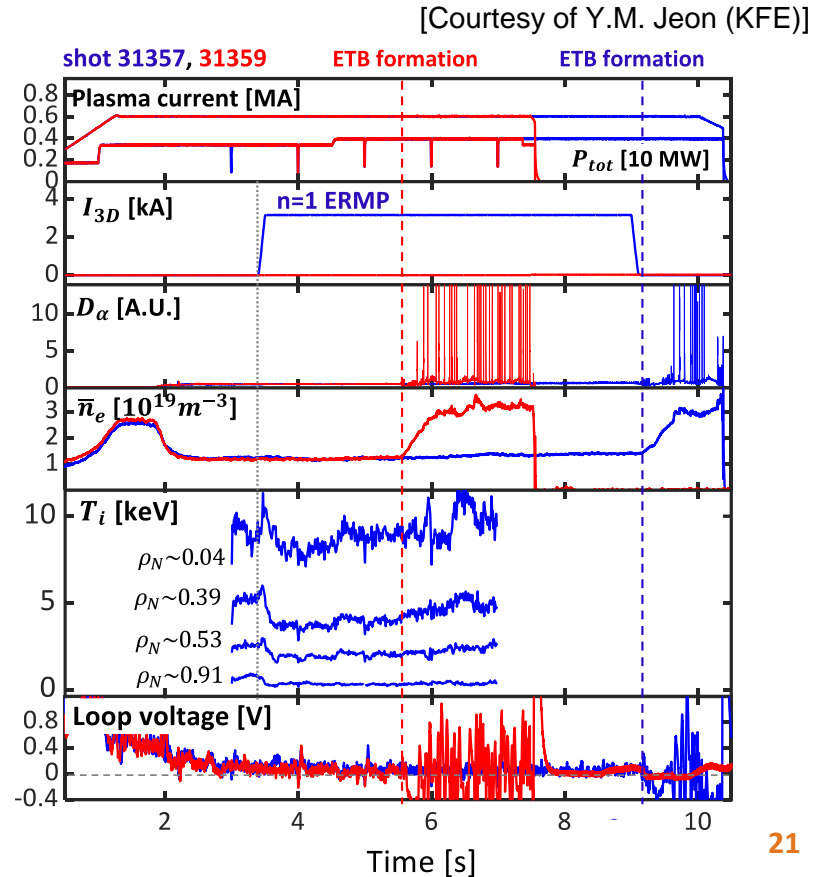 [Courtesy of Y.M. Jeon (KFE)]
shot 31357, 31359 ETB formation ETB formation
0.8
Plasma current [MA]
0.6
0.4
0.2
P_tot [10 MW]
0
4
I_3D [kA]
n=1 ERMP
2
0
10
D_α [A.U.]
5
0
3
n̅_e [10^19 m^-3]
2
1
10
T_i [keV]
ρ_N~0.04
5
ρ_N~0.39
ρ_N~0.53
ρ_N~0.91
0
Loop voltage [V]
0.8
0.4
0
-0.4
2 4 6 8 10
Time [s]
21